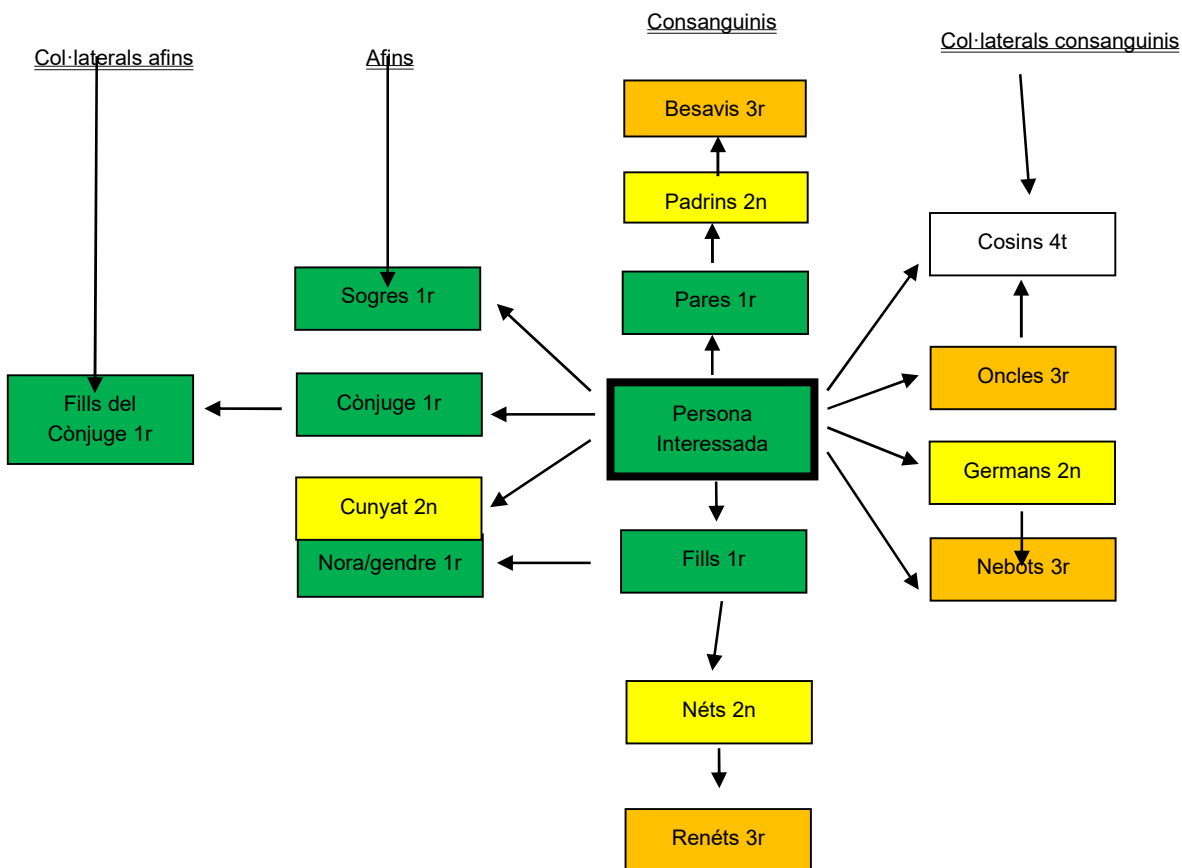 Consanguinis
Col·laterals consanguinis
Col·laterals afins
Afins
Besavis 3r
Padrins 2n
Cosins 4t
Sogres 1r
Pares 1r
Oncles 3r
Fills del
Cònjuge 1r
Cònjuge 1r
Persona
Interessada
Germans 2n
Cunyat 2n
Nora/gendre 1r
Fills 1r
Nebots 3r
Néts 2n
Renéts 3r